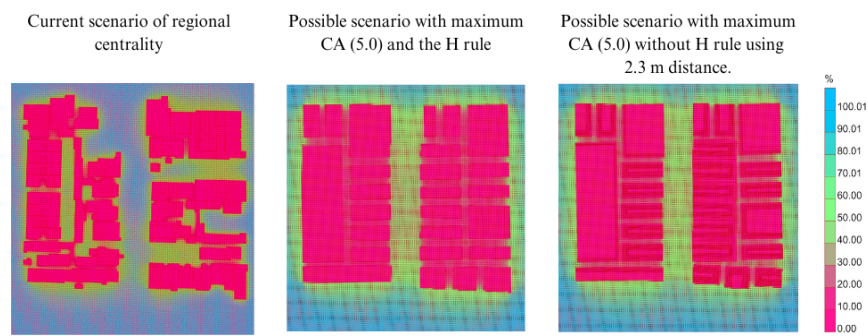 Current scenario of regional
centrality
Possible scenario with maximum
CA (5.0) and the H rule
Possible scenario with maximum
CA (5.0) without H rule using
2.3 m distance.
%
100.01
90.01
80.01
70.01
60.00
50.00
40.00
30.00
20.00
10.00
0.00